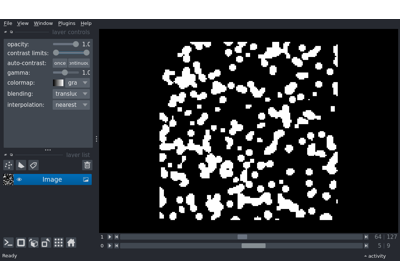 File View Window Plugins Help
layer controls
opacity: 1.0
contrast limits:
auto-contrast: once continuous
gamma: 1.0
colormap: gra
blending: transluc
interpolation: nearest
layer list
Image
1 64 127
0 5 9
Ready activity